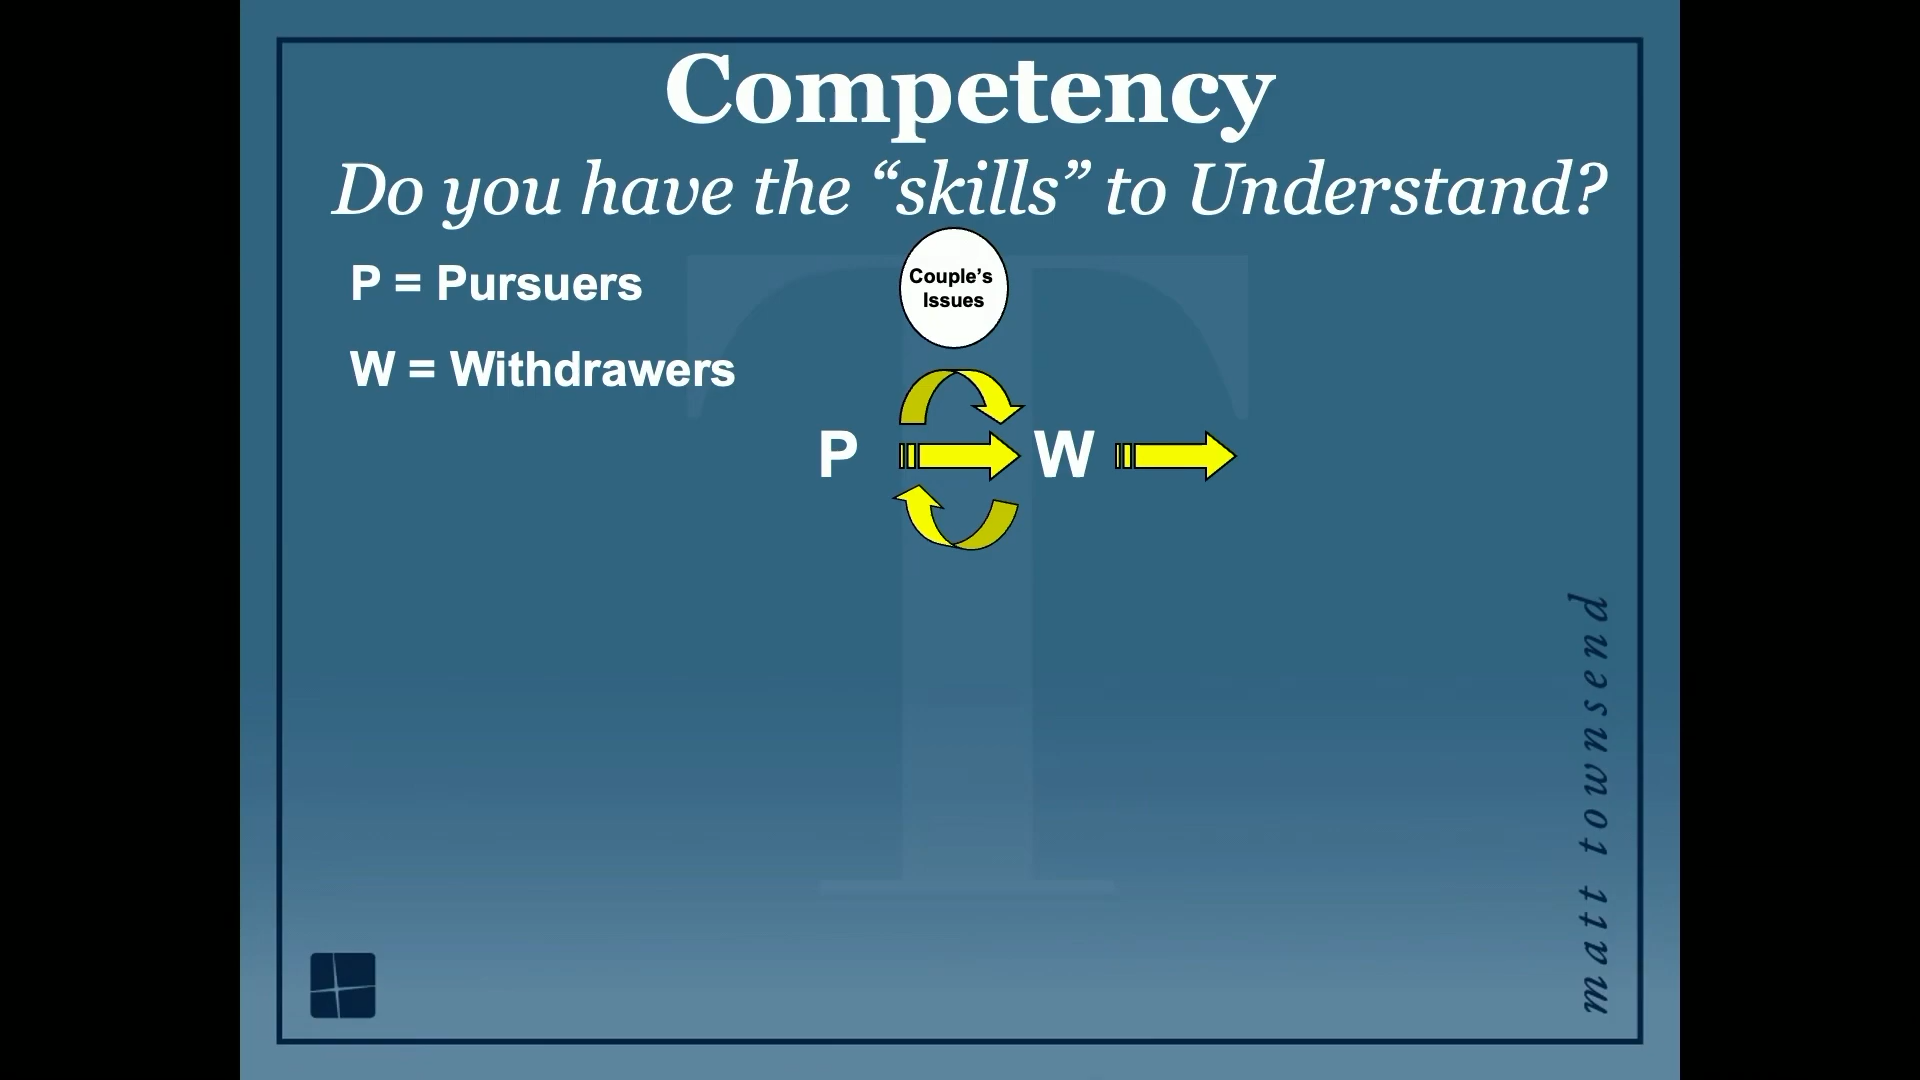 Competency
Do you have the “skills” to Understand?
P = Pursuers
Couple’s
Issues
W = Withdrawers
P
W
matt townsend